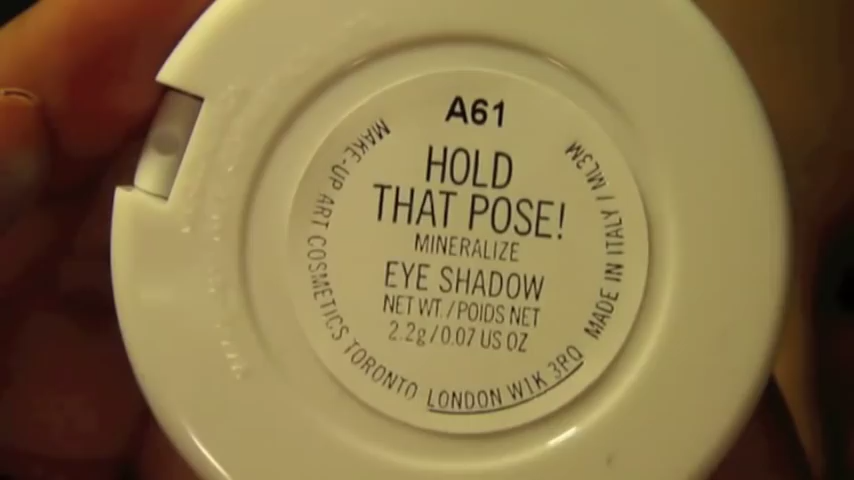 A61
HOLD
THAT POSE!
MINERALIZE
EYE SHADOW
NET WT./POIDS NET
2.2g/0.07 US OZ
MAKE-UP ART COSMETICS TORONTO LONDON W1K 3RQ
MADE IN ITALY / ML3M